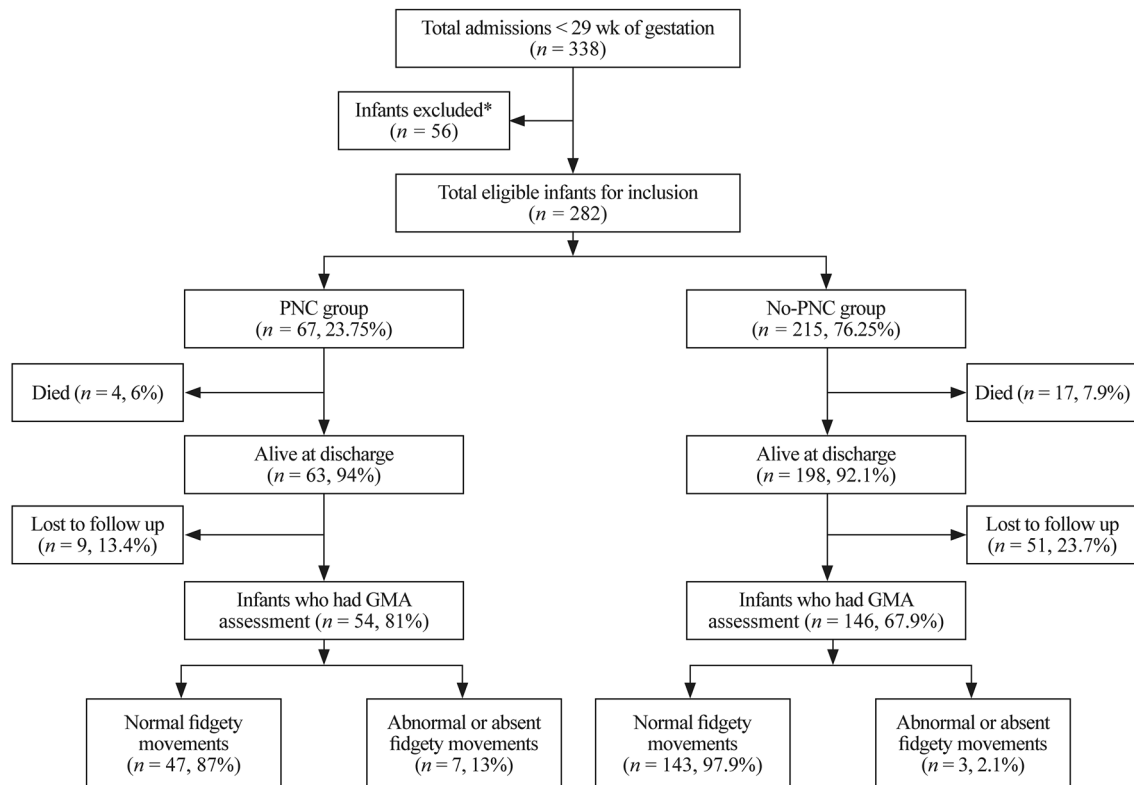 Total admissions < 29 wk of gestation
(n = 338)
Infants excluded*
(n = 56)
Total eligible infants for inclusion
(n = 282)
PNC group
(n = 67, 23.75%)
No-PNC group
(n = 215, 76.25%)
Died (n = 4, 6%)
Died (n = 17, 7.9%)
Alive at discharge
(n = 63, 94%)
Alive at discharge
(n = 198, 92.1%)
Lost to follow up
(n = 9, 13.4%)
Lost to follow up
(n = 51, 23.7%)
Infants who had GMA
assessment (n = 54, 81%)
Infants who had GMA
assessment (n = 146, 67.9%)
Normal fidgety
movements
(n = 47, 87%)
Abnormal or absent
fidgety movements
(n = 7, 13%)
Normal fidgety
movements
(n = 143, 97.9%)
Abnormal or absent
fidgety movements
(n = 3, 2.1%)